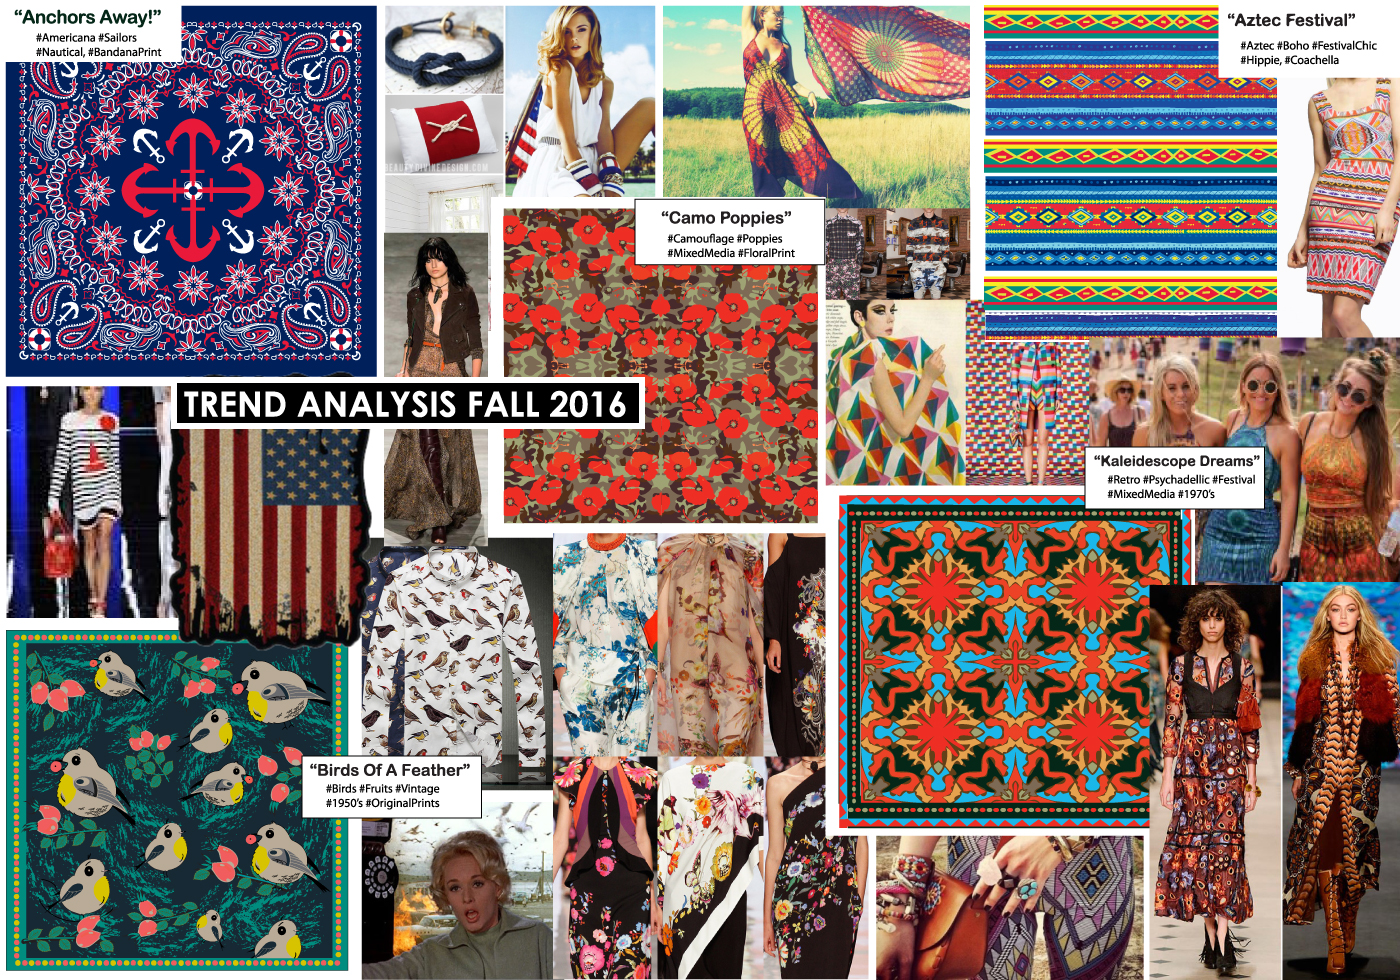 “Anchors Away!”
#Americana #Sailors
#Nautical, #BandanaPrint
“Aztec Festival”
#Aztec #Boho #FestivalChic
#Hippie, #Coachella
“Camo Poppies”
#Camouflage #Poppies
#MixedMedia #FloralPrint
TREND ANALYSIS FALL 2016
“Kaleidescope Dreams”
#Retro #Psychadellic #Festival
#MixedMedia #1970’s
“Birds Of A Feather”
#Birds #Fruits #Vintage
#1950’s #OriginalPrints